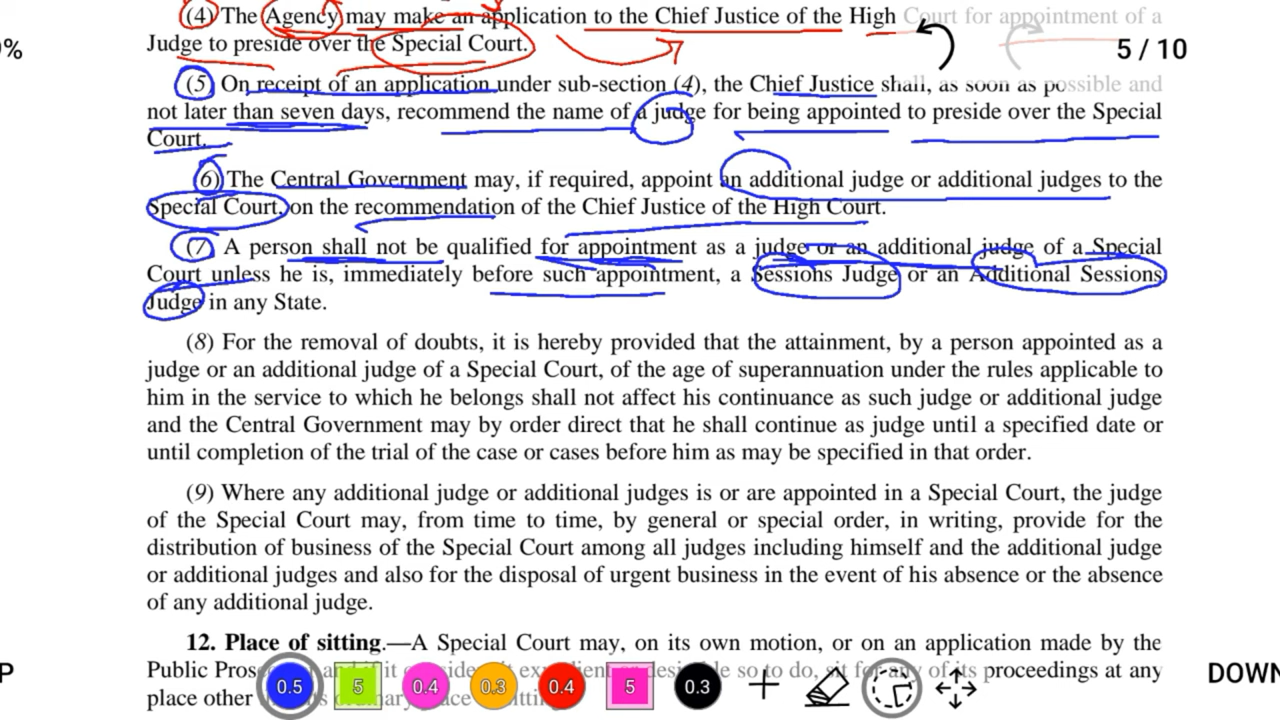 (4) The Agency may make an application to the Chief Justice of the High Court for appointment of a
Judge to preside over the Special Court.
0%
5 / 10
(5) On receipt of an application under sub-section (4), the Chief Justice shall, as soon as possible and
not later than seven days, recommend the name of a judge for being appointed to preside over the Special
Court.
6) The Central Government may, if required, appoint an additional judge or additional judges to the
Special Court, on the recommendation of the Chief Justice of the High Court.
(7) A person shall not be qualified for appointment as a judge or an additional judge of a Special
Court unless he is, immediately before such appointment, a Sessions Judge or an Additional Sessions
Judge in any State.
(8) For the removal of doubts, it is hereby provided that the attainment, by a person appointed as a
judge or an additional judge of a Special Court, of the age of superannuation under the rules applicable to
him in the service to which he belongs shall not affect his continuance as such judge or additional judge
and the Central Government may by order direct that he shall continue as judge until a specified date or
until completion of the trial of the case or cases before him as may be specified in that order.
(9) Where any additional judge or additional judges is or are appointed in a Special Court, the judge
of the Special Court may, from time to time, by general or special order, in writing, provide for the
distribution of business of the Special Court among all judges including himself and the additional judge
or additional judges and also for the disposal of urgent business in the event of his absence or the absence
of any additional judge.
12. Place of sitting.—A Special Court may, on its own motion, or on an application made by the
Public so to do, sit for any of its proceedings at any
place other
P
DOWN
0.5 5 0.4 0.3 0.4 5 0.3